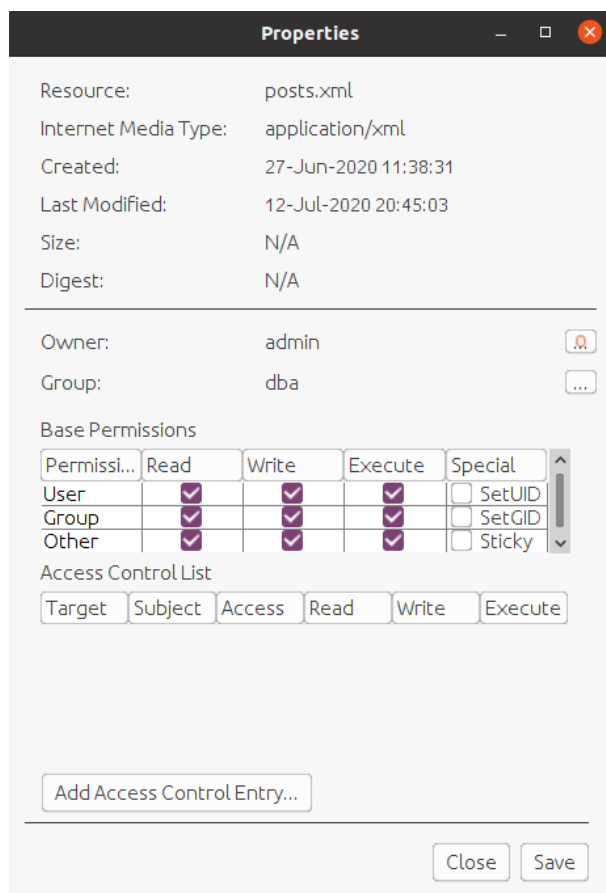 Properties
Resource: posts.xml
Internet Media Type: application/xml
Created: 27-Jun-2020 11:38:31
Last Modified: 12-Jul-2020 20:45:03
Size: N/A
Digest: N/A
Owner: admin
Group: dba
...
Base Permissions
Permissi... Read Write Execute Special
User SetUID
Group SetGID
Other Sticky
Access Control List
Target Subject Access Read Write Execute
Add Access Control Entry...
Close Save